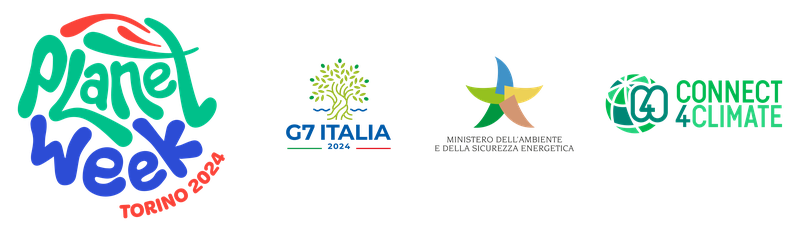 Planet
Week
TORINO 2024
G7 ITALIA
2024
MINISTERO DELL'AMBIENTE
E DELLA SICUREZZA ENERGETICA
CONNECT
4CLIMATE